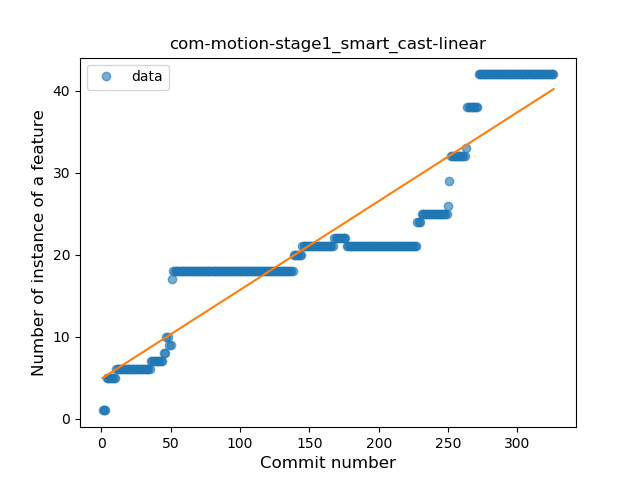 com-motion-stage1_smart_cast-linear
data
Number of instance of a feature
40
30
20
10
0
0 50 100 150 200 250 300
Commit number